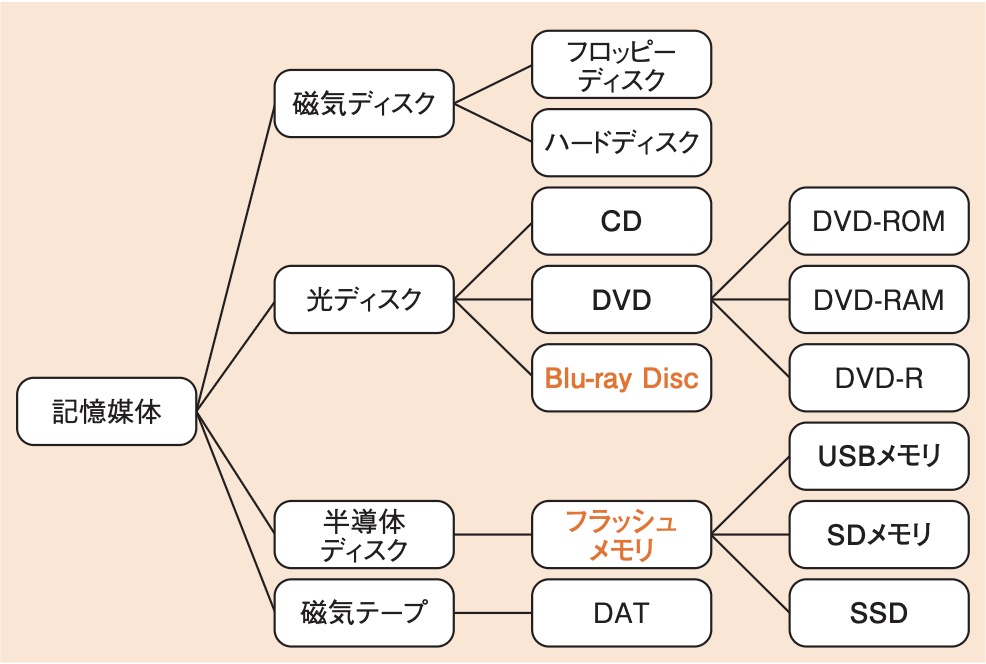 記憶媒体
磁気ディスク
フロッピー
ディスク
ハードディスク
光ディスク
CD
DVD
DVD-ROM
DVD-RAM
DVD-R
Blu-ray Disc
半導体
ディスク
フラッシュ
メモリ
USBメモリ
SDメモリ
SSD
磁気テープ
DAT